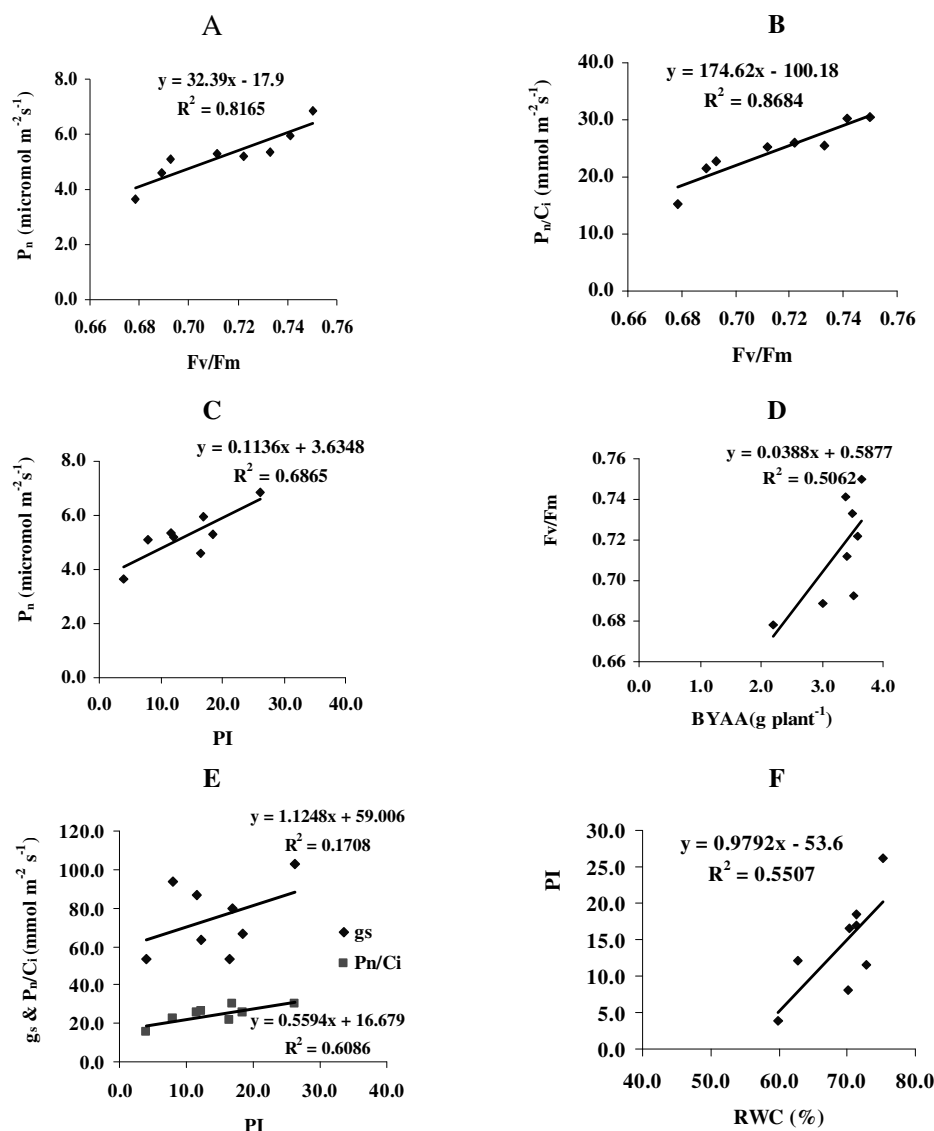 A
y = 32.39x - 17.9
R² = 0.8165
8.0
6.0
4.0
2.0
0.0
Pₙ (micromol m⁻²s⁻¹)
0.66 0.68 0.70 0.72 0.74 0.76
Fv/Fm
B
y = 174.62x - 100.18
R² = 0.8684
40.0
30.0
20.0
10.0
0.0
Pₙ/Cᵢ (mmol m⁻²s⁻¹)
0.66 0.68 0.70 0.72 0.74 0.76
Fv/Fm
C
y = 0.1136x + 3.6348
R² = 0.6865
8.0
6.0
4.0
2.0
0.0
Pₙ (micromol m⁻²s⁻¹)
0.0 10.0 20.0 30.0 40.0
PI
D
y = 0.0388x + 0.5877
R² = 0.5062
0.76
0.74
0.72
0.70
0.68
0.66
Fv/Fm
0.0 1.0 2.0 3.0 4.0
BYAA(g plant⁻¹)
E
y = 1.1248x + 59.006
R² = 0.1708
120.0
100.0
80.0
60.0
40.0
20.0
0.0
gₛ & Pₙ/Cᵢ (mmol m⁻² s⁻¹)
gs
Pn/Ci
y = 0.5594x + 16.679
R² = 0.6086
0.0 10.0 20.0 30.0 40.0
PI
F
y = 0.9792x - 53.6
R² = 0.5507
30.0
25.0
20.0
15.0
10.0
5.0
0.0
PI
40.0 50.0 60.0 70.0 80.0
RWC (%)